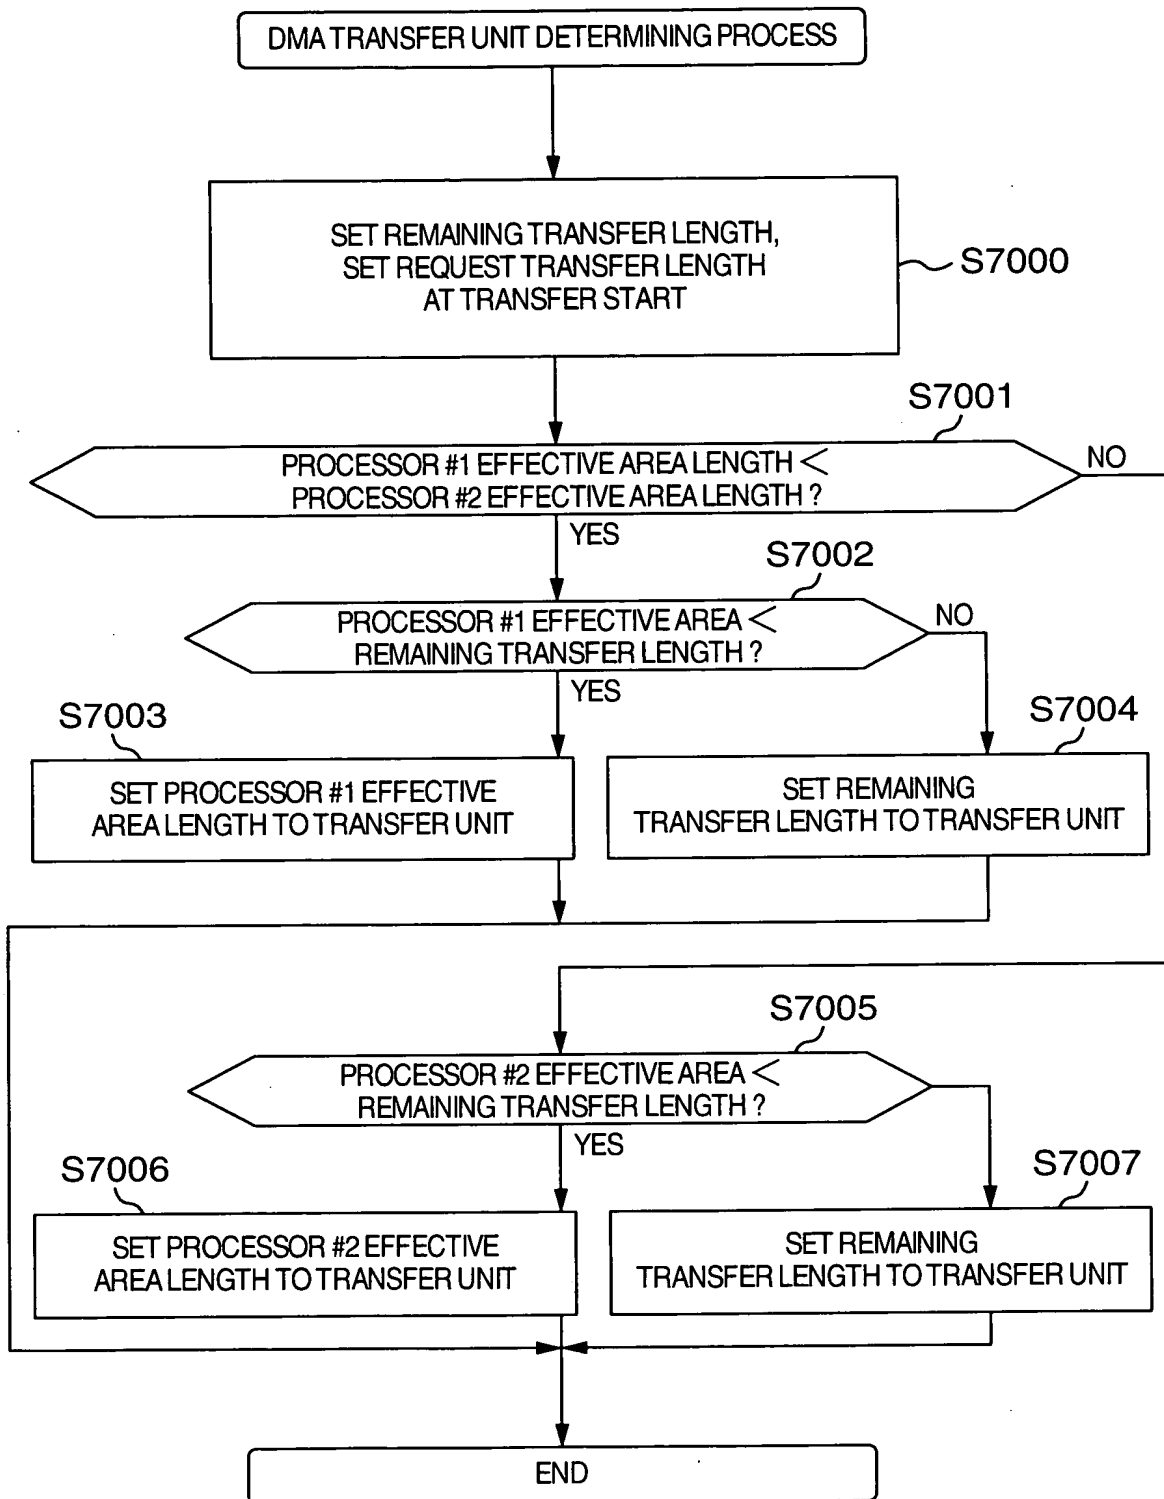 DMA TRANSFER UNIT DETERMINING PROCESS
SET REMAINING TRANSFER LENGTH,
SET REQUEST TRANSFER LENGTH
AT TRANSFER START
S7000
S7001
PROCESSOR #1 EFFECTIVE AREA LENGTH <
PROCESSOR #2 EFFECTIVE AREA LENGTH ?
NO
YES
S7002
PROCESSOR #1 EFFECTIVE AREA <
REMAINING TRANSFER LENGTH ?
NO
YES
S7003
SET PROCESSOR #1 EFFECTIVE
AREA LENGTH TO TRANSFER UNIT
S7004
SET REMAINING
TRANSFER LENGTH TO TRANSFER UNIT
S7005
PROCESSOR #2 EFFECTIVE AREA <
REMAINING TRANSFER LENGTH ?
YES
S7006
SET PROCESSOR #2 EFFECTIVE
AREA LENGTH TO TRANSFER UNIT
S7007
SET REMAINING
TRANSFER LENGTH TO TRANSFER UNIT
END